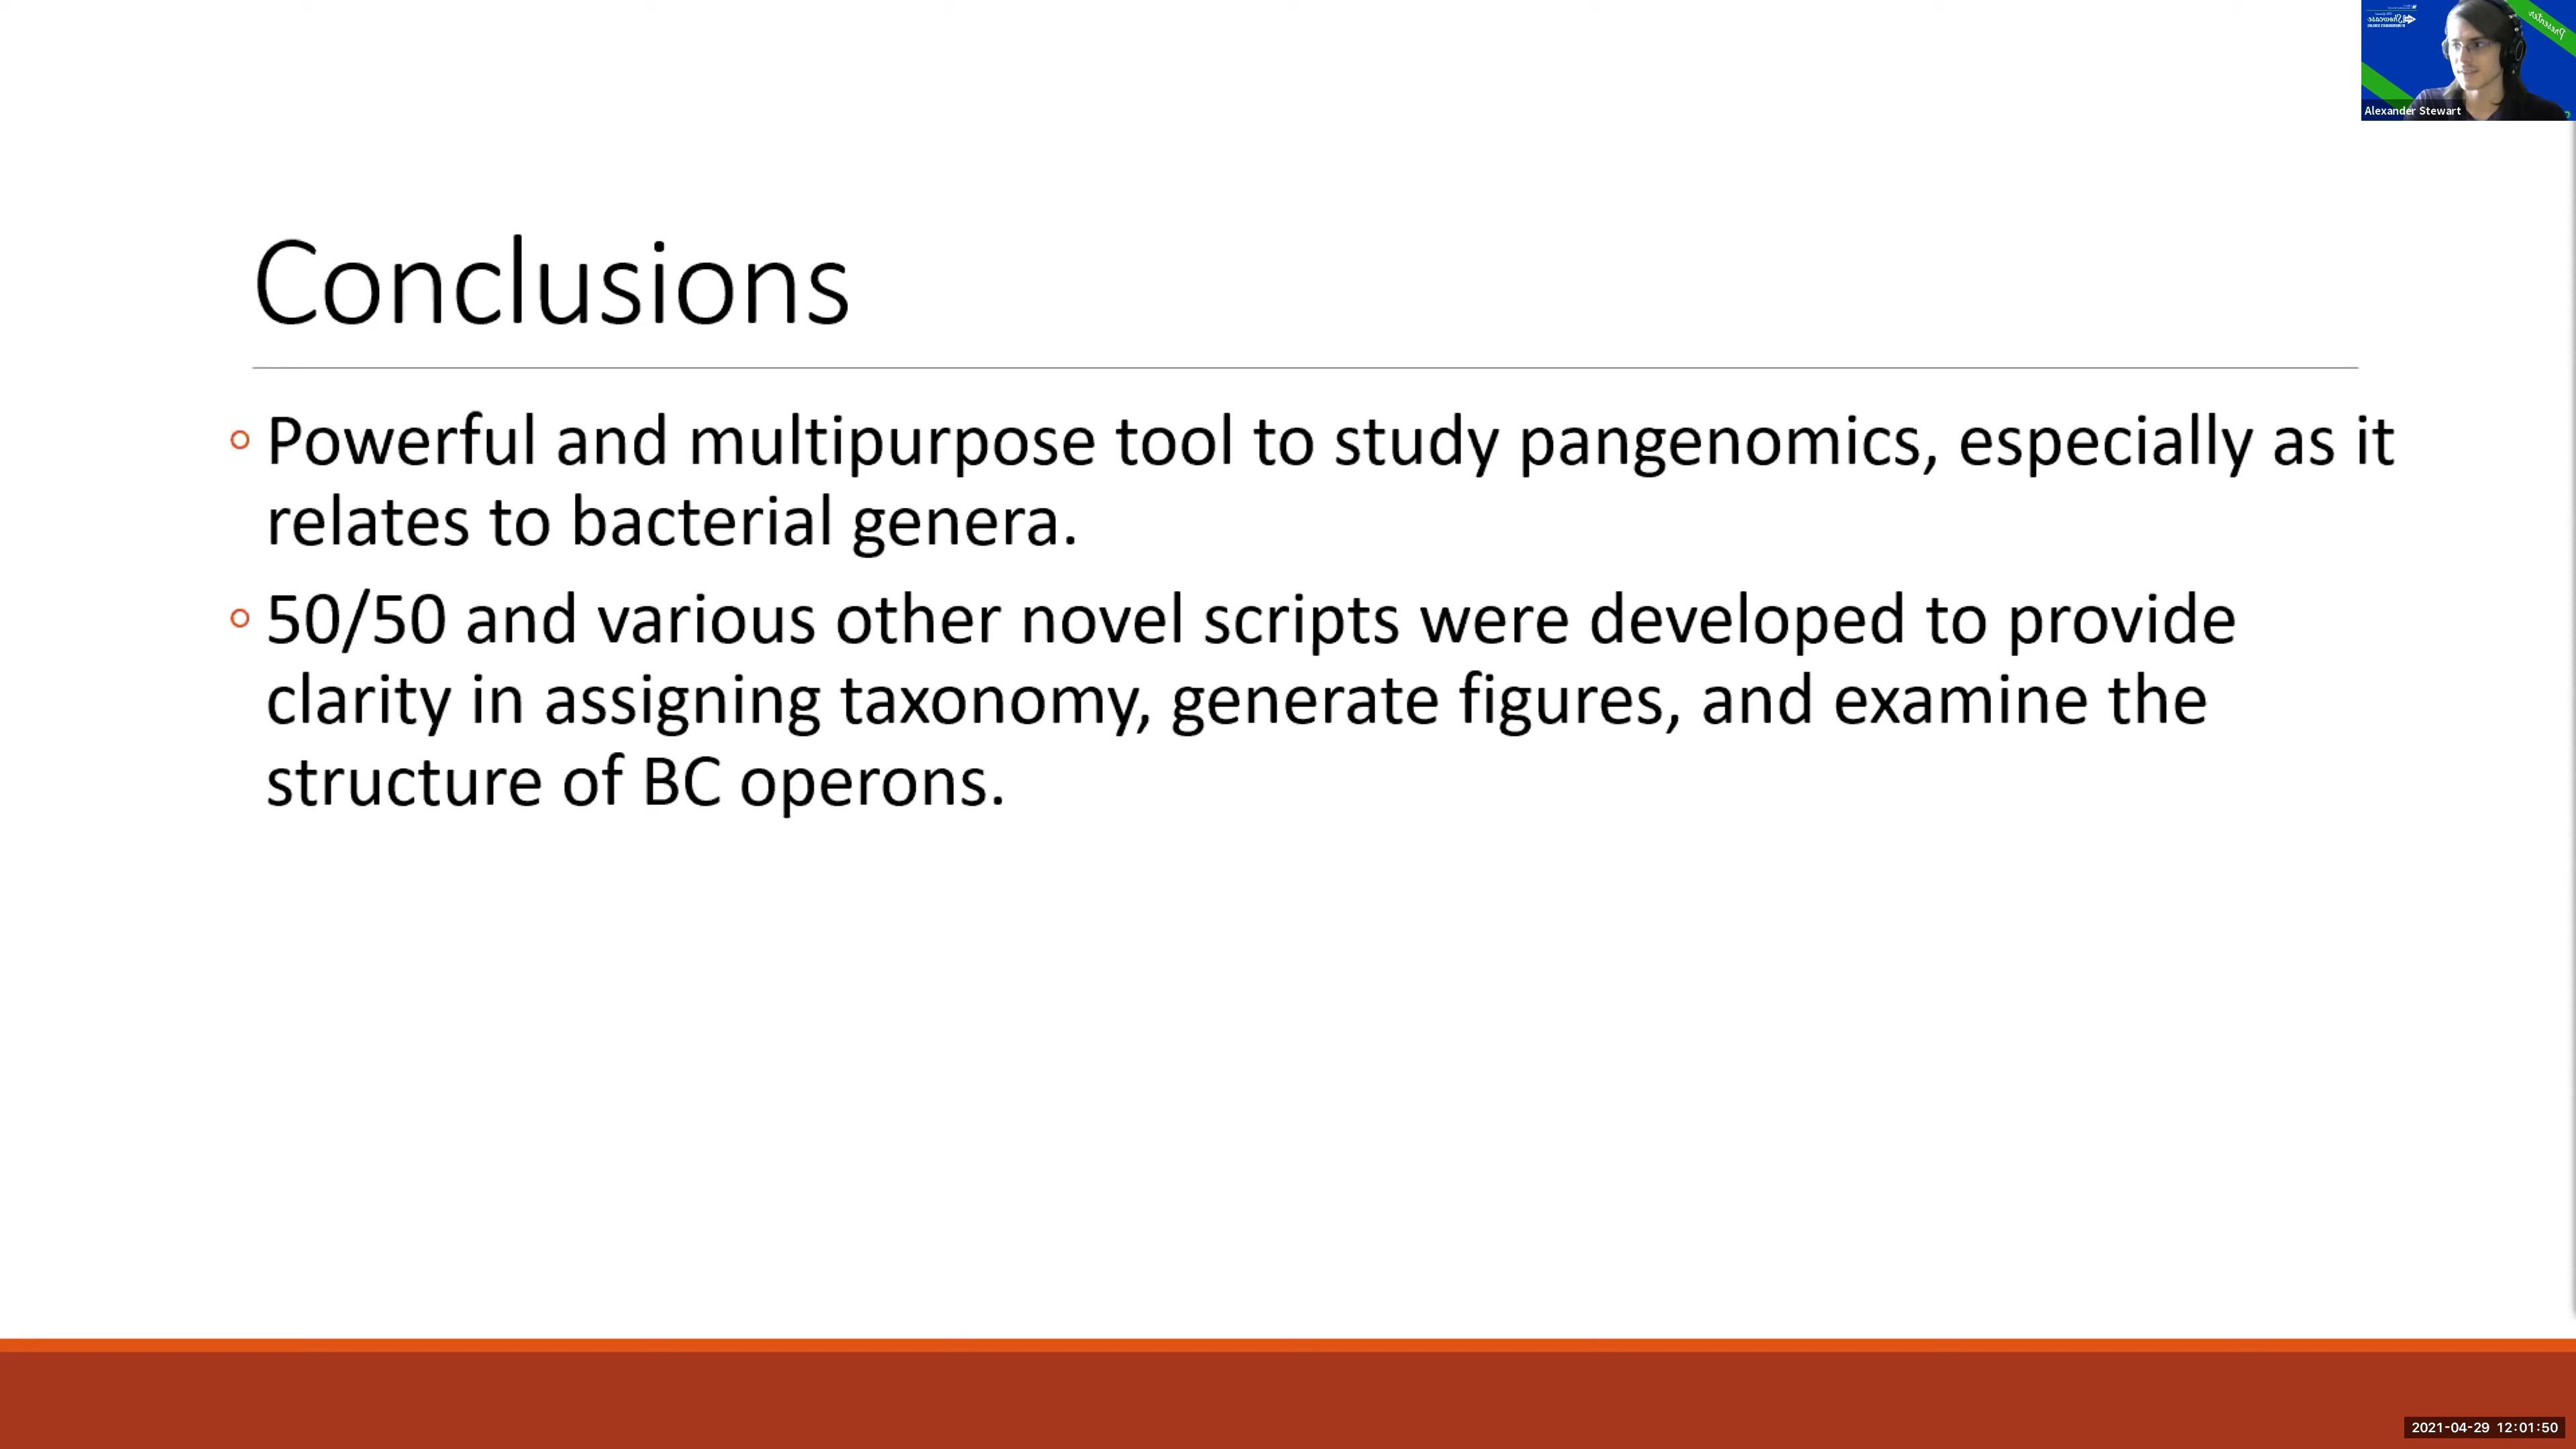 Alexander Stewart
Conclusions
◦ Powerful and multipurpose tool to study pangenomics, especially as it
relates to bacterial genera.
◦ 50/50 and various other novel scripts were developed to provide
clarity in assigning taxonomy, generate figures, and examine the
structure of BC operons.
2021-04-29 12:01:50
Presenter
Showcase